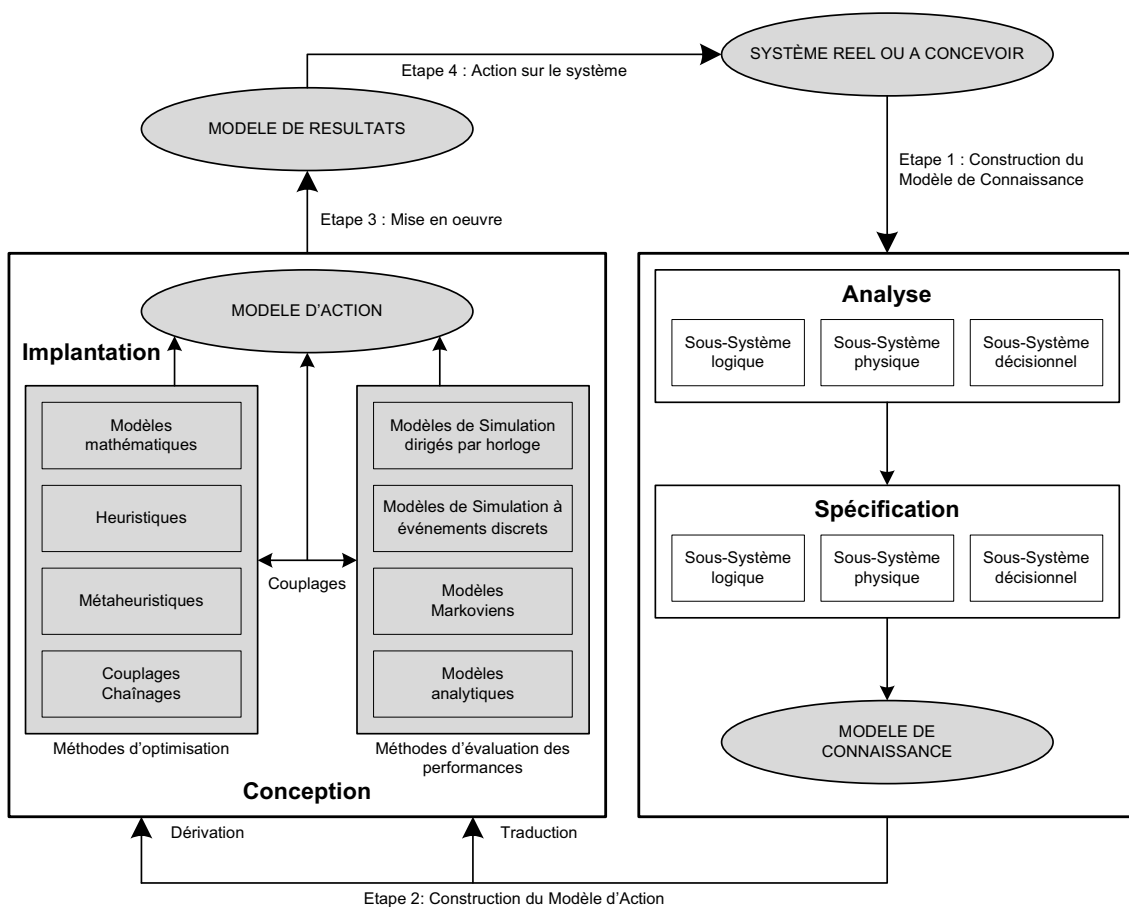 SYSTÈME REEL OU A CONCEVOIR
Etape 4 : Action sur le système
MODELE DE RESULTATS
Etape 1 : Construction du
Modèle de Connaissance
Etape 3 : Mise en oeuvre
MODELE D'ACTION
Implantation
Modèles
mathématiques
Heuristiques
Métaheuristiques
Couplages
Chaînages
Méthodes d'optimisation
Couplages
Modèles de Simulation
dirigés par horloge
Modèles de Simulation à
événements discrets
Modèles
Markoviens
Modèles
analytiques
Méthodes d'évaluation des
performances
Conception
Analyse
Sous-Système
logique
Sous-Système
physique
Sous-Système
décisionnel
Spécification
Sous-Système
logique
Sous-Système
physique
Sous-Système
décisionnel
MODELE DE
CONNAISSANCE
Dérivation
Traduction
Etape 2: Construction du Modèle d'Action